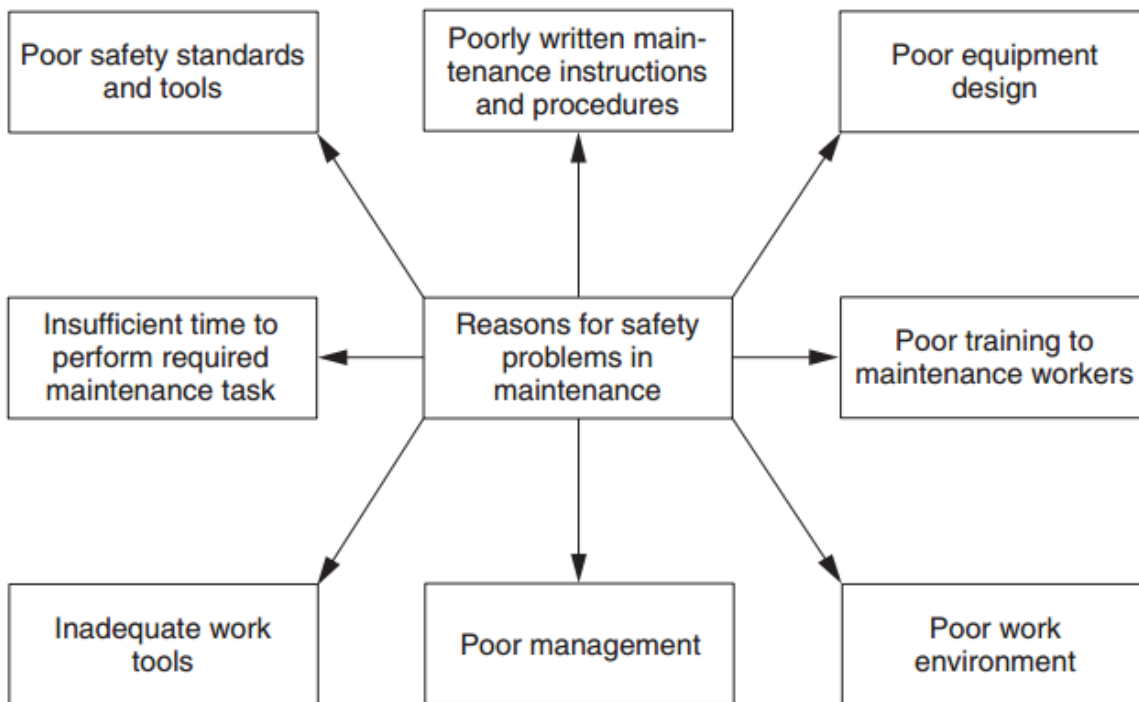 Poor safety standards
and tools
Poorly written main-
tenance instructions
and procedures
Poor equipment
design
Insufficient time to
perform required
maintenance task
Reasons for safety
problems in
maintenance
Poor training to
maintenance workers
Inadequate work
tools
Poor management
Poor work
environment